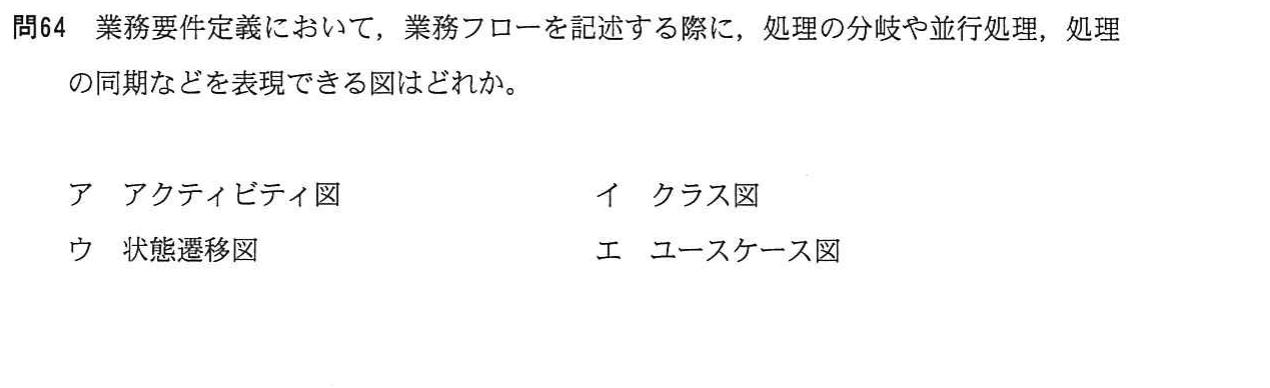 問64　業務要件定義において，業務フローを記述する際に，処理の分岐や並行処理，処理
の同期などを表現できる図はどれか。
ア　アクティビティ図　イ　クラス図
ウ　状態遷移図　エ　ユースケース図